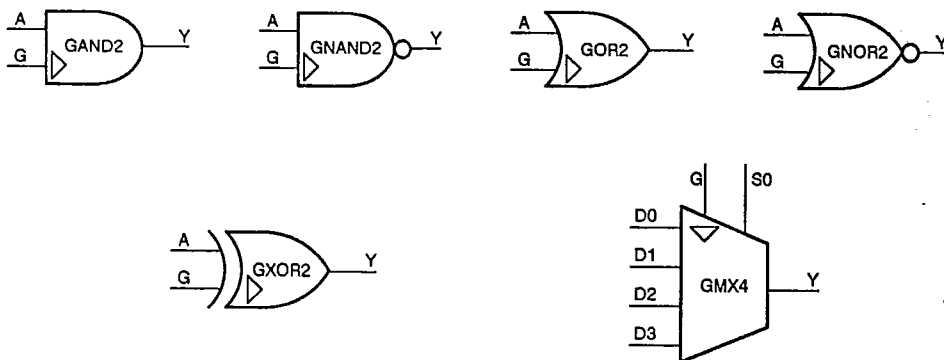 A GAND2 Y
G
A GNAND2 Y
G
A GOR2 Y
G
A GNOR2 Y
G
A GXOR2 Y
G
G S0
D0
D1
GMX4 Y
D2
D3